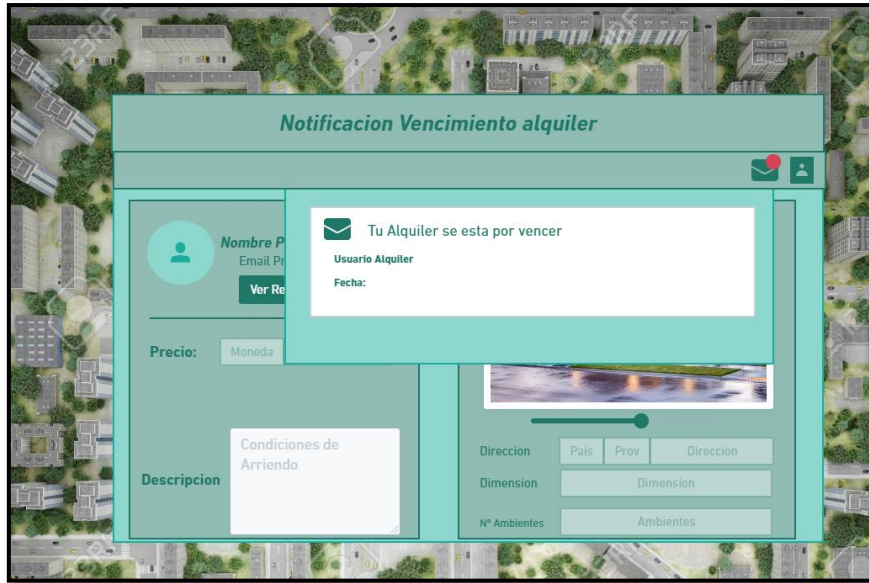 Notificacion Vencimiento alquiler
Tu Alquiler se esta por vencer
Usuario Alquiler
Fecha:
Nombre P
Email Pr
Ver Re
Precio:
Moneda
Descripcion
Condiciones de
Arriendo
Direccion
Pais
Prov
Direccion
Dimension
Dimension
Nº Ambientes
Ambientes